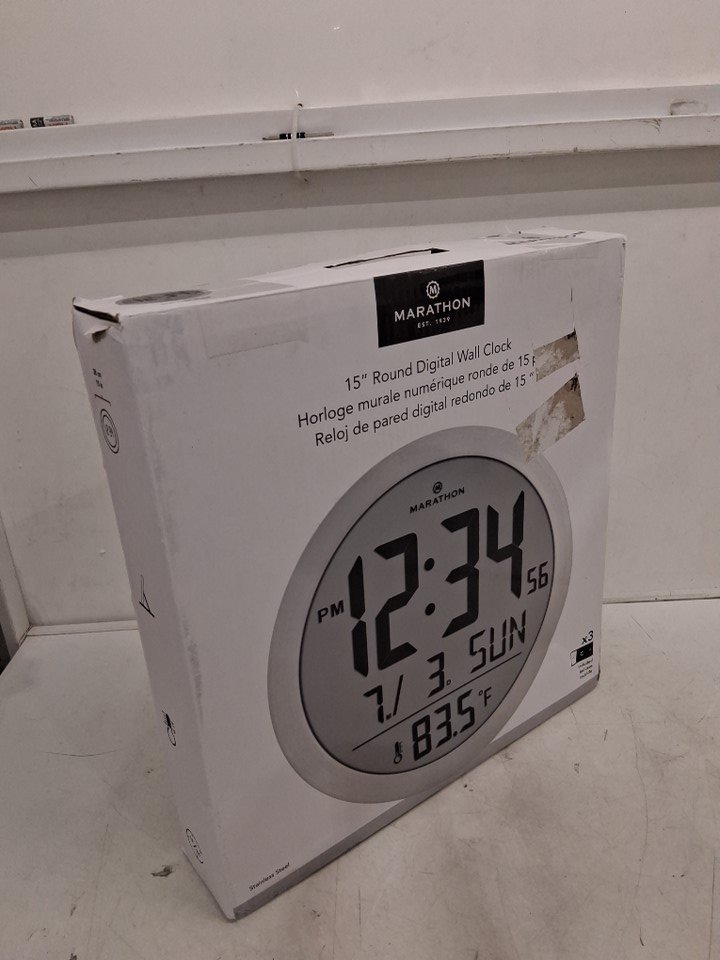 MARATHON
EST. 1939
15" Round Digital Wall Clock
Horloge murale numérique ronde de 15
Reloj de pared digital redondo de 15 "
MARATHON
PM 12:34 56
7./ 3. SUN
83.5 °F
x3
Stainless Steel